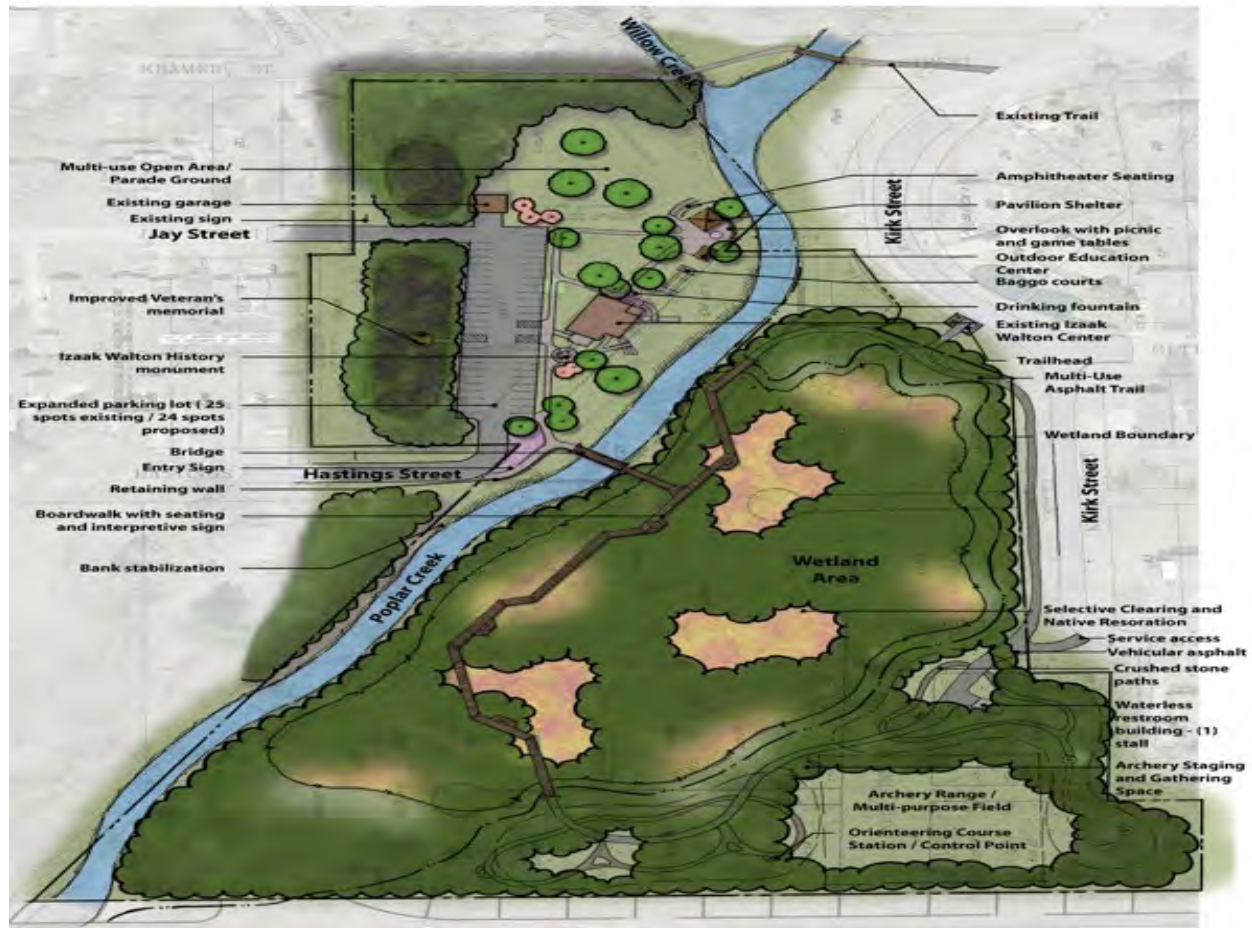 Willow Creek
KRAMER ST
Existing Trail
Multi-use Open Area/
Parade Ground
Existing garage
Existing sign
Jay Street
Improved Veteran's
memorial
Izaak Walton History
monument
Expanded parking lot ( 25
spots existing / 24 spots
proposed)
Bridge
Entry Sign
Hastings Street
Retaining wall
Boardwalk with seating
and interpretive sign
Bank stabilization
Poplar Creek
Amphitheater Seating
Pavilion Shelter
Kirk Street
Overlook with picnic
and game tables
Outdoor Education
Center
Baggo courts
Drinking fountain
Existing Izaak
Walton Center
Trailhead
Multi-Use
Asphalt Trail
Wetland Boundary
Kirk Street
Wetland
Area
Selective Clearing and
Native Resoration
Service access
Vehicular asphalt
Crushed stone
paths
Waterless
restroom
building - (1)
stall
Archery Staging
and Gathering
Space
Archery Range /
Multi-purpose Field
Orienteering Course
Station / Control Point